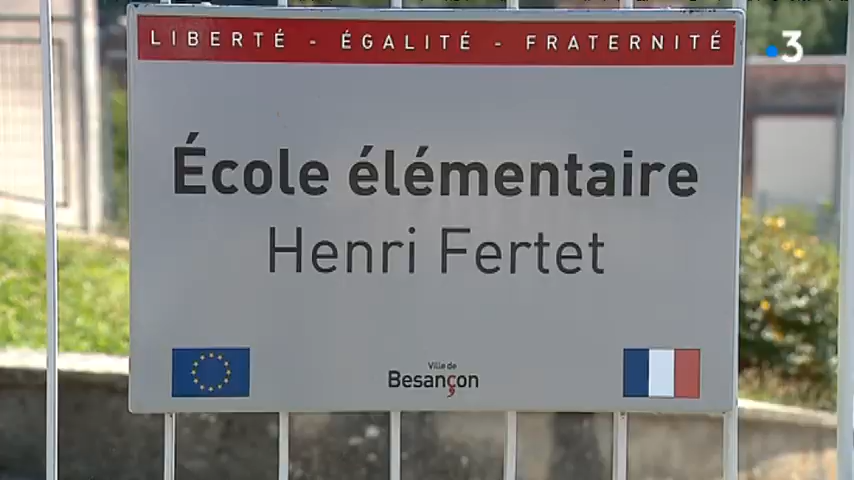 LIBERTÉ - ÉGALITÉ - FRATERNITÉ
3
École élémentaire
Henri Fertet
Ville de
Besançon